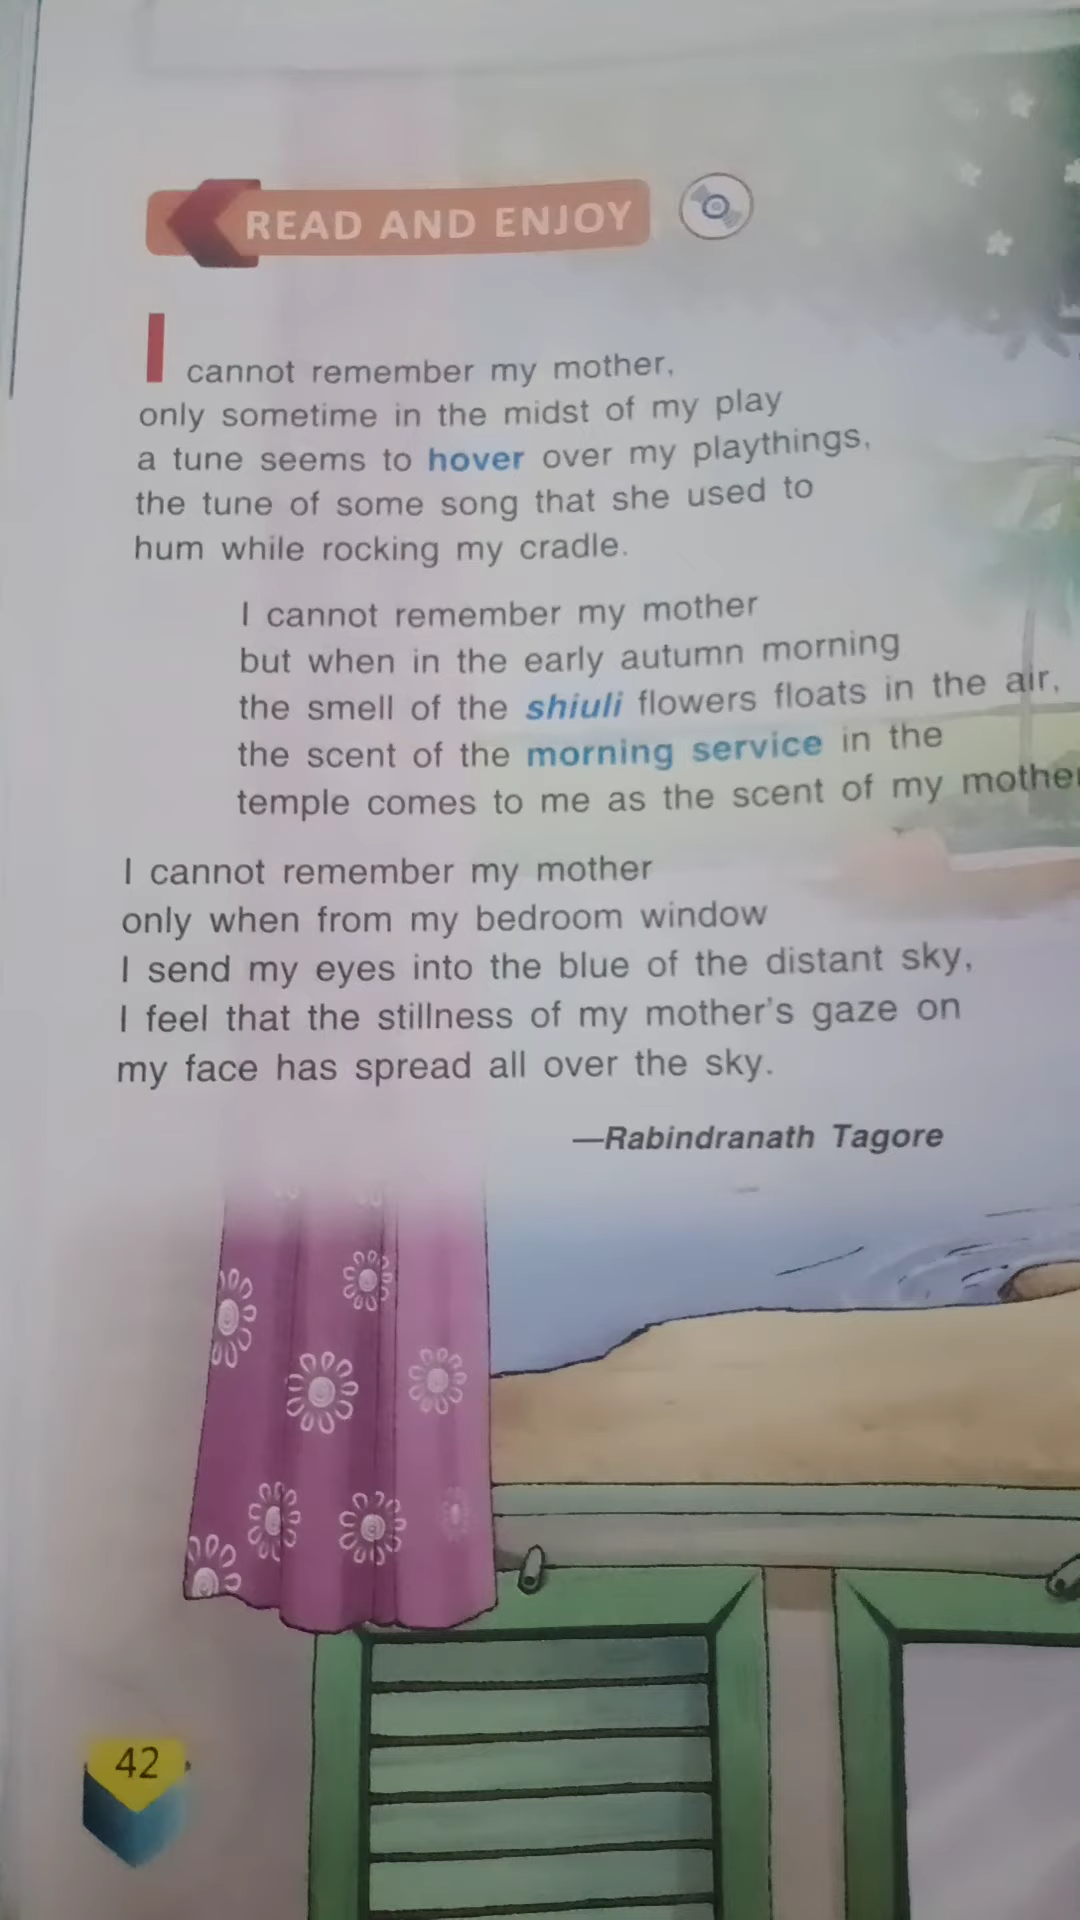 READ AND ENJOY
I cannot remember my mother,
only sometime in the midst of my play
a tune seems to hover over my playthings,
the tune of some song that she used to
hum while rocking my cradle.
I cannot remember my mother
but when in the early autumn morning
the smell of the shiuli flowers floats in the air,
the scent of the morning service in the
temple comes to me as the scent of my mother
I cannot remember my mother
only when from my bedroom window
I send my eyes into the blue of the distant sky,
I feel that the stillness of my mother's gaze on
my face has spread all over the sky.
—Rabindranath Tagore
42